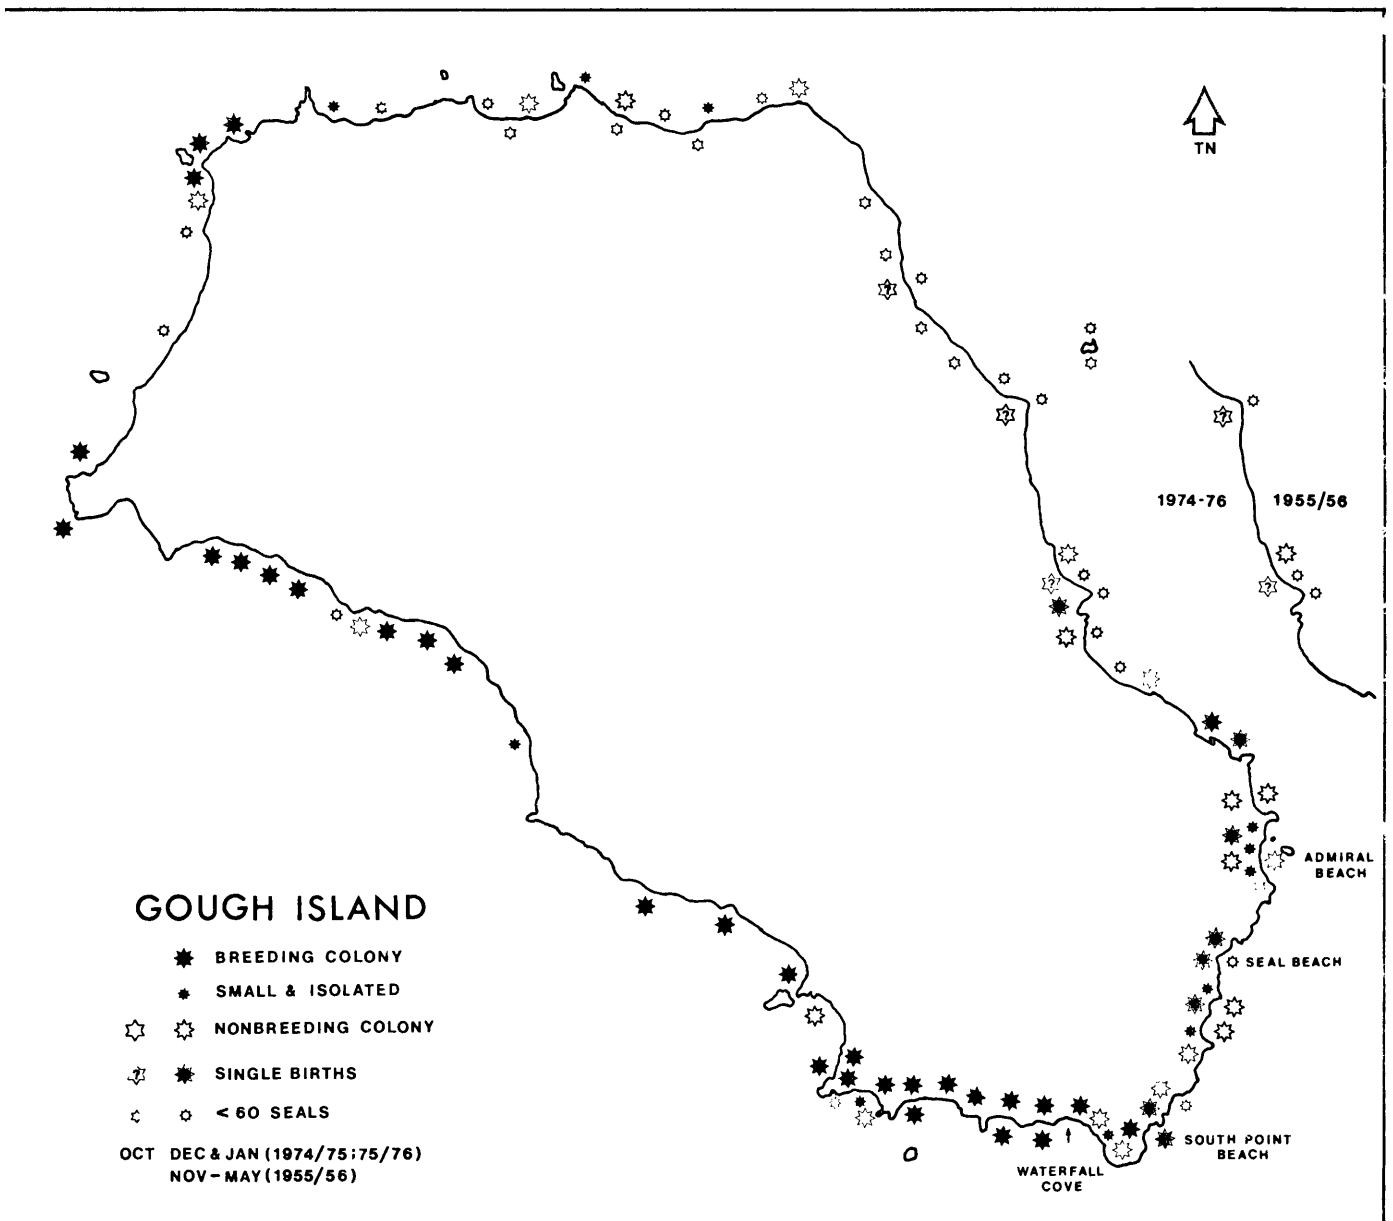 TN
1974-76 1955/56
ADMIRAL
BEACH
GOUGH ISLAND
BREEDING COLONY
SEAL BEACH
SMALL & ISOLATED
NONBREEDING COLONY
? SINGLE BIRTHS
< 60 SEALS
SOUTH POINT
BEACH
OCT DEC & JAN (1974/75;75/76)
NOV-MAY (1955/56)
WATERFALL
COVE
?
?
?
?
?